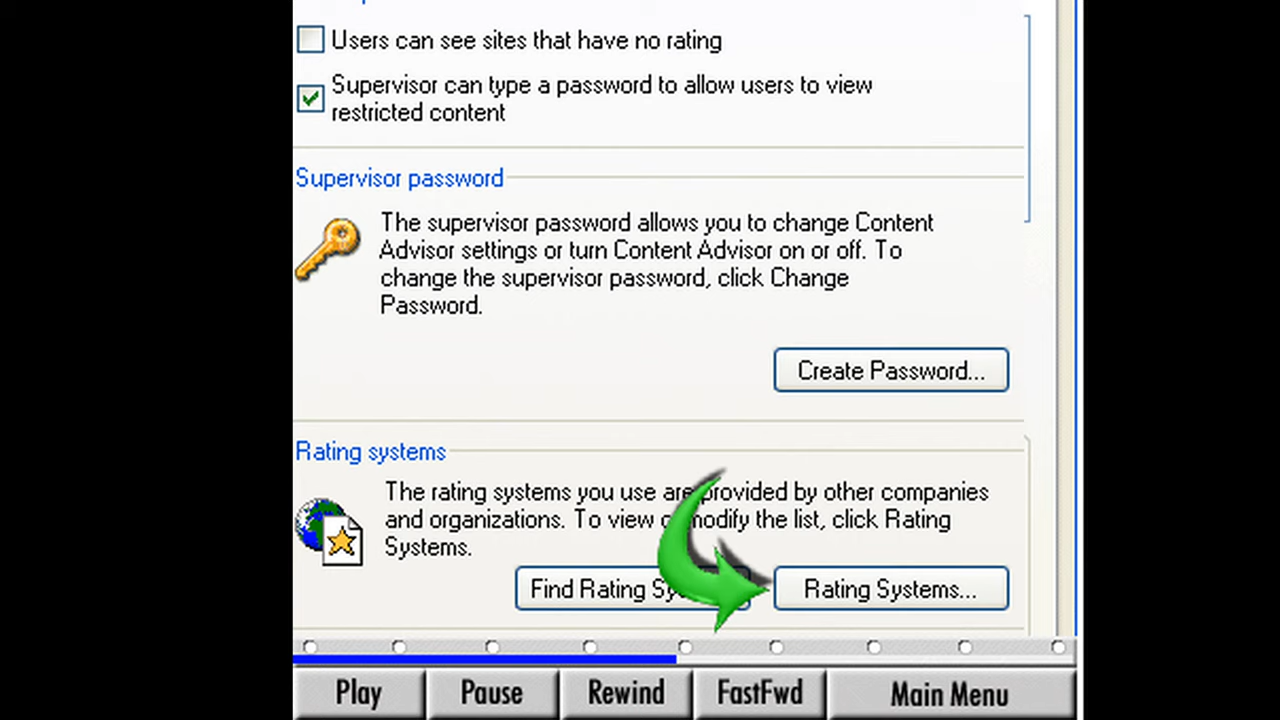 Users can see sites that have no rating
Supervisor can type a password to allow users to view
restricted content
Supervisor password
The supervisor password allows you to change Content
Advisor settings or turn Content Advisor on or off. To
change the supervisor password, click Change
Password.
Create Password...
Rating systems
The rating systems you use are provided by other companies
and organizations. To view or modify the list, click Rating
Systems.
Find Rating
Rating Systems...
Play
Pause
Rewind
FastFwd
Main Menu